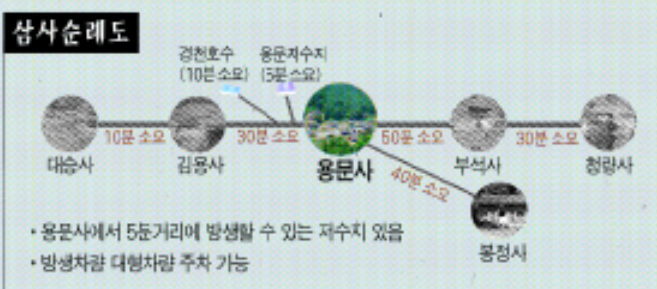 삼사순례도
경천호수
(10분 소요)
용문저수지
(5분 소요)
10분 소요
30분 소요
50분 소요
30분 소요
대승사
김용사
용문사
부석사
청량사
40분 소요
봉정사
• 용문사에서 5분거리에 방생할 수 있는 저수지 있음
• 방생차량 대형차량 주차 가능